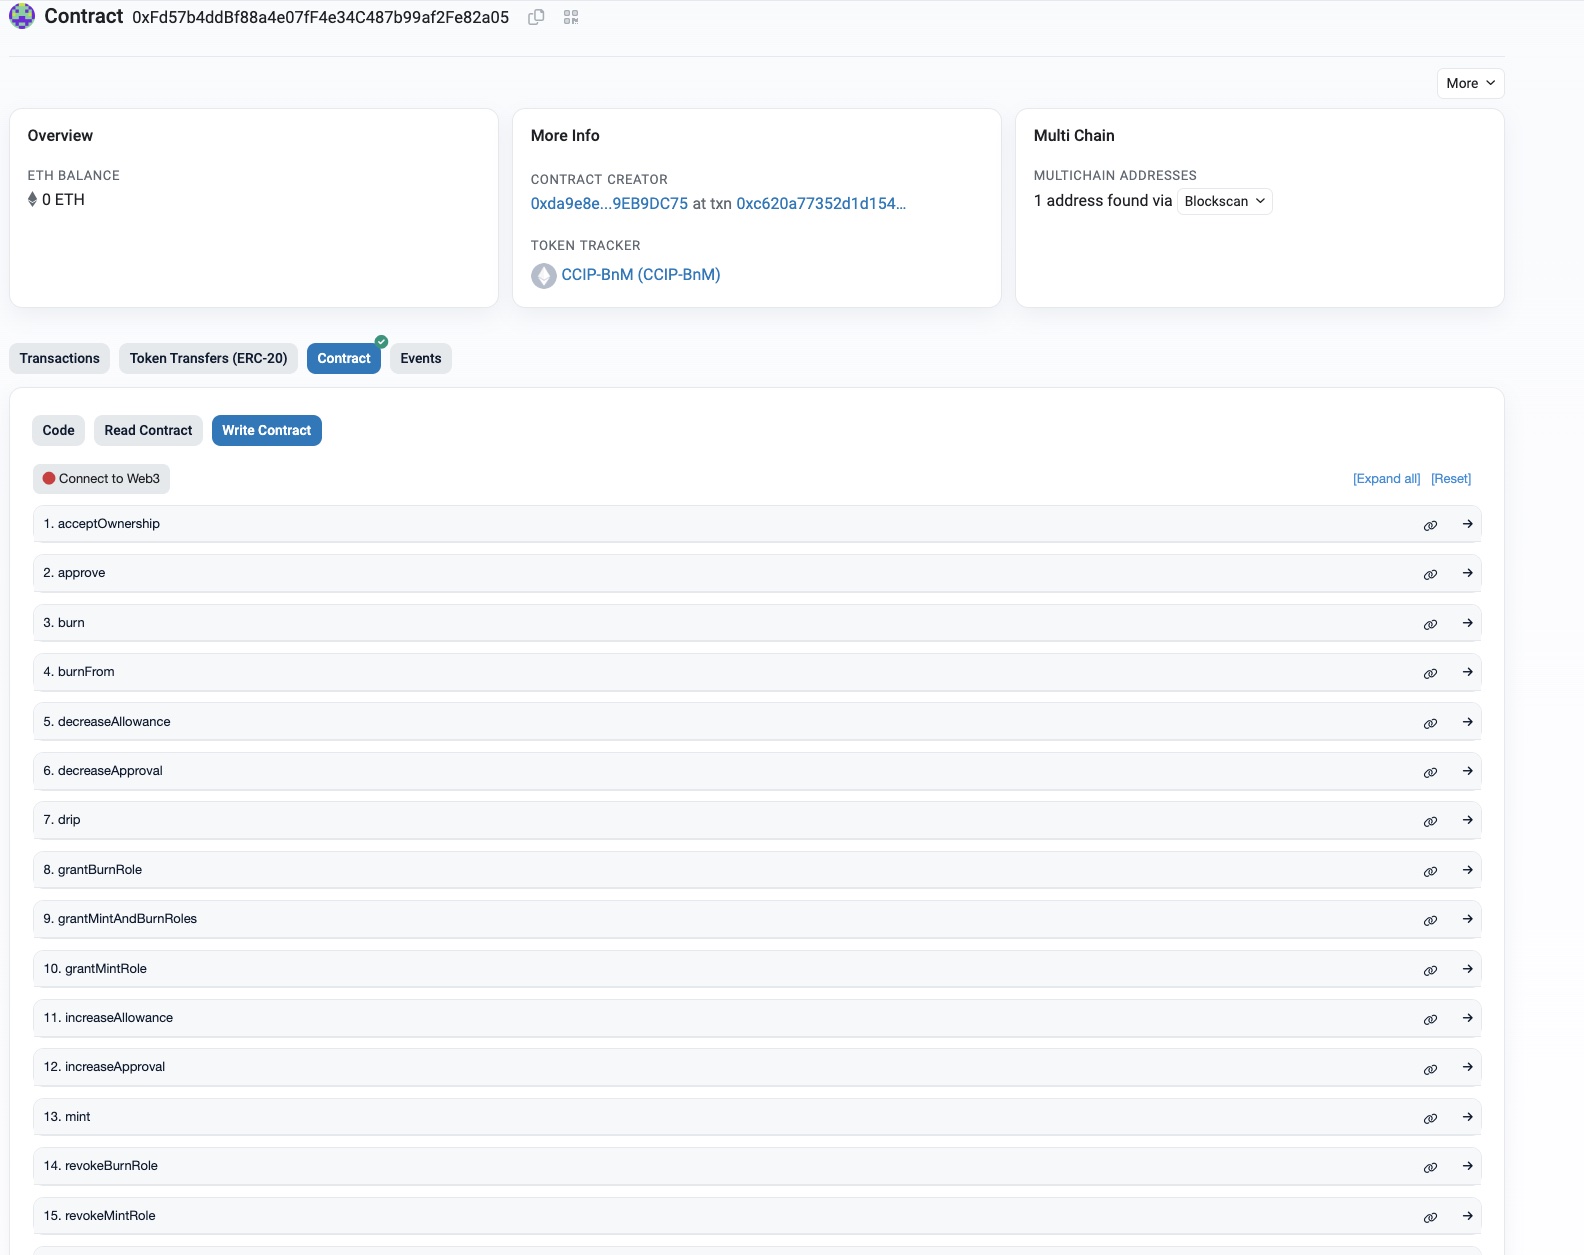 Contract 0xFd57b4ddBf88a4e07fF4e34C487b99af2Fe82a05
More
Overview
ETH BALANCE
0 ETH
More Info
CONTRACT CREATOR
0xda9e8e...9EB9DC75 at txn 0xc620a77352d1d154...
TOKEN TRACKER
CCIP-BnM (CCIP-BnM)
Multi Chain
MULTICHAIN ADDRESSES
1 address found via Blockscan
Transactions Token Transfers (ERC-20) Contract Events
Code Read Contract Write Contract
Connect to Web3 [Expand all] [Reset]
1. acceptOwnership
2. approve
3. burn
4. burnFrom
5. decreaseAllowance
6. decreaseApproval
7. drip
8. grantBurnRole
9. grantMintAndBurnRoles
10. grantMintRole
11. increaseAllowance
12. increaseApproval
13. mint
14. revokeBurnRole
15. revokeMintRole